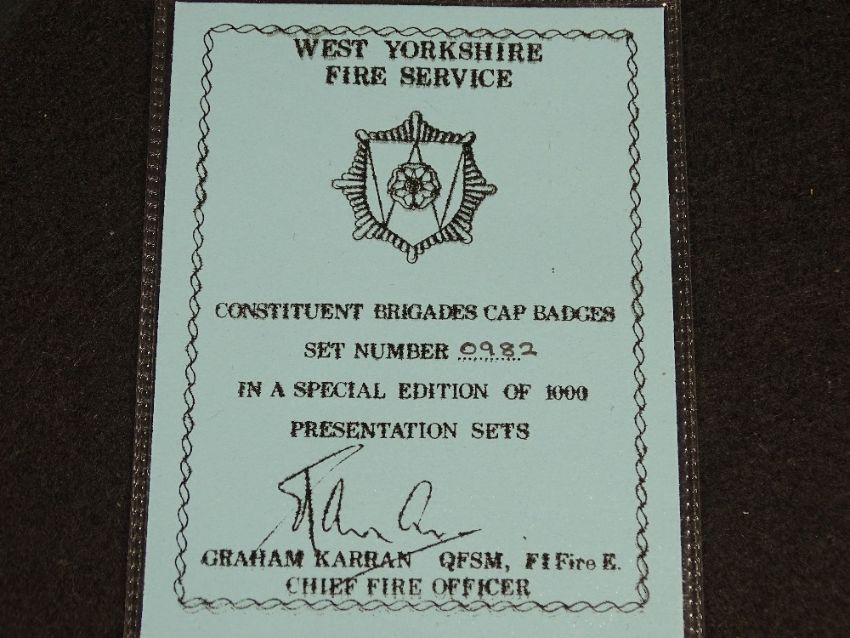 WEST YORKSHIRE
FIRE SERVICE
CONSTITUENT BRIGADES CAP BADGES
SET NUMBER 0982
IN A SPECIAL EDITION OF 1000
PRESENTATION SETS
GRAHAM KARRAN QFSM, FI Fire E.
CHIEF FIRE OFFICER